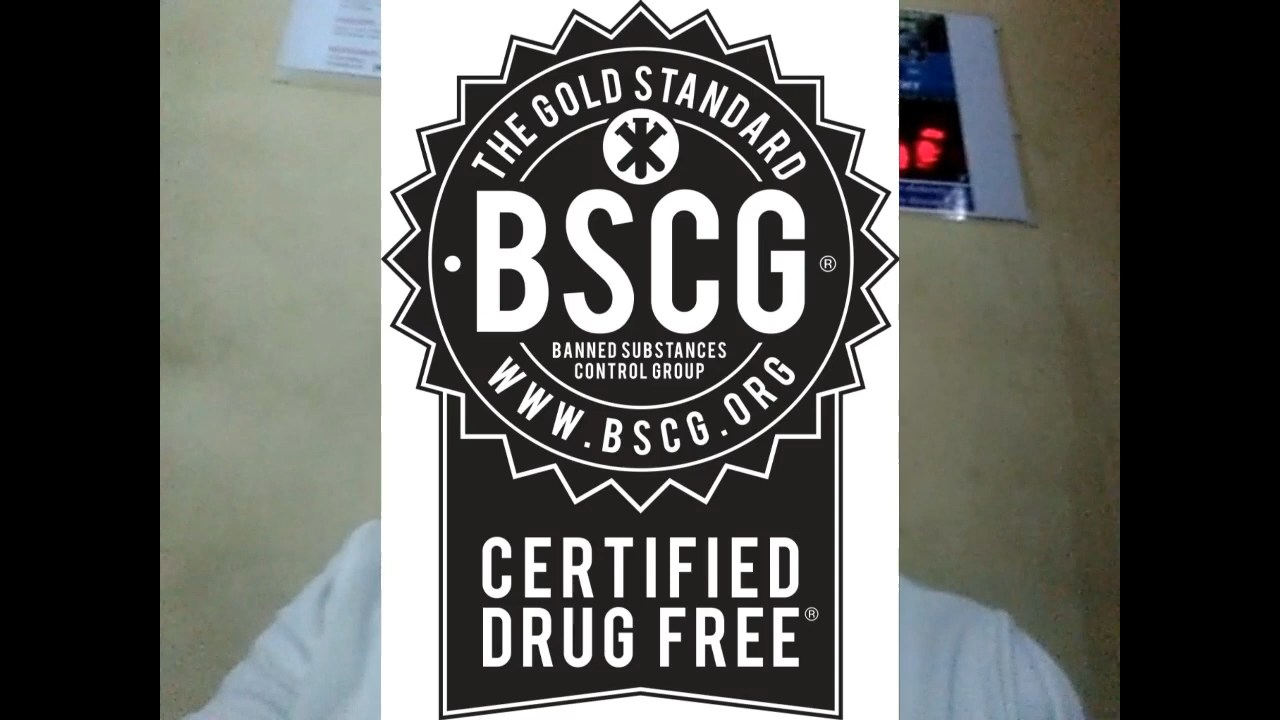 THE GOLD STANDARD
BSCG®
BANNED SUBSTANCES
CONTROL GROUP
WWW.BSCG.ORG
CERTIFIED
DRUG FREE®